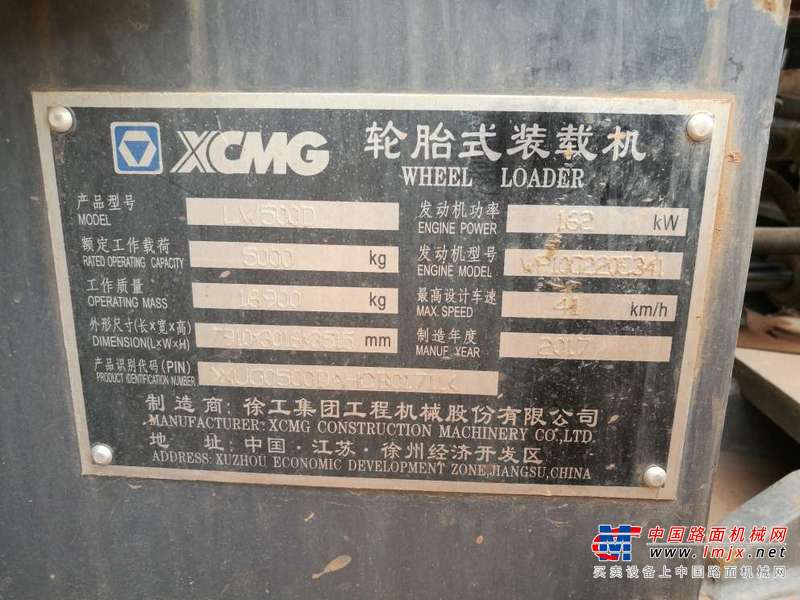 XCMG 轮胎式装载机
WHEEL LOADER
产品型号
MODEL
LW500D
发动机功率
ENGINE POWER
162 kW
额定工作载荷
RATED OPERATING CAPACITY
5000 kg
发动机型号
ENGINE MODEL
WP10G220E341
工作质量
OPERATING MASS
16900 kg
最高设计车速
MAX. SPEED
41 km/h
外形尺寸(长×宽×高)
DIMENSION(L×W×H)
7910×3016×3515 mm
制造年度
MANUF. YEAR
2017
产品识别代码(PIN)
PRODUCT IDENTIFICATION NUMBER
制造商:徐工集团工程机械股份有限公司
MANUFACTURER: XCMG CONSTRUCTION MACHINERY CO.,LTD.
地 址:中国·江苏·徐州经济开发区
ADDRESS: XUZHOU ECONOMIC DEVELOPMENT ZONE,JIANGSU,CHINA
中国路面机械网
www.lmjx.net
买卖设备上中国路面机械网